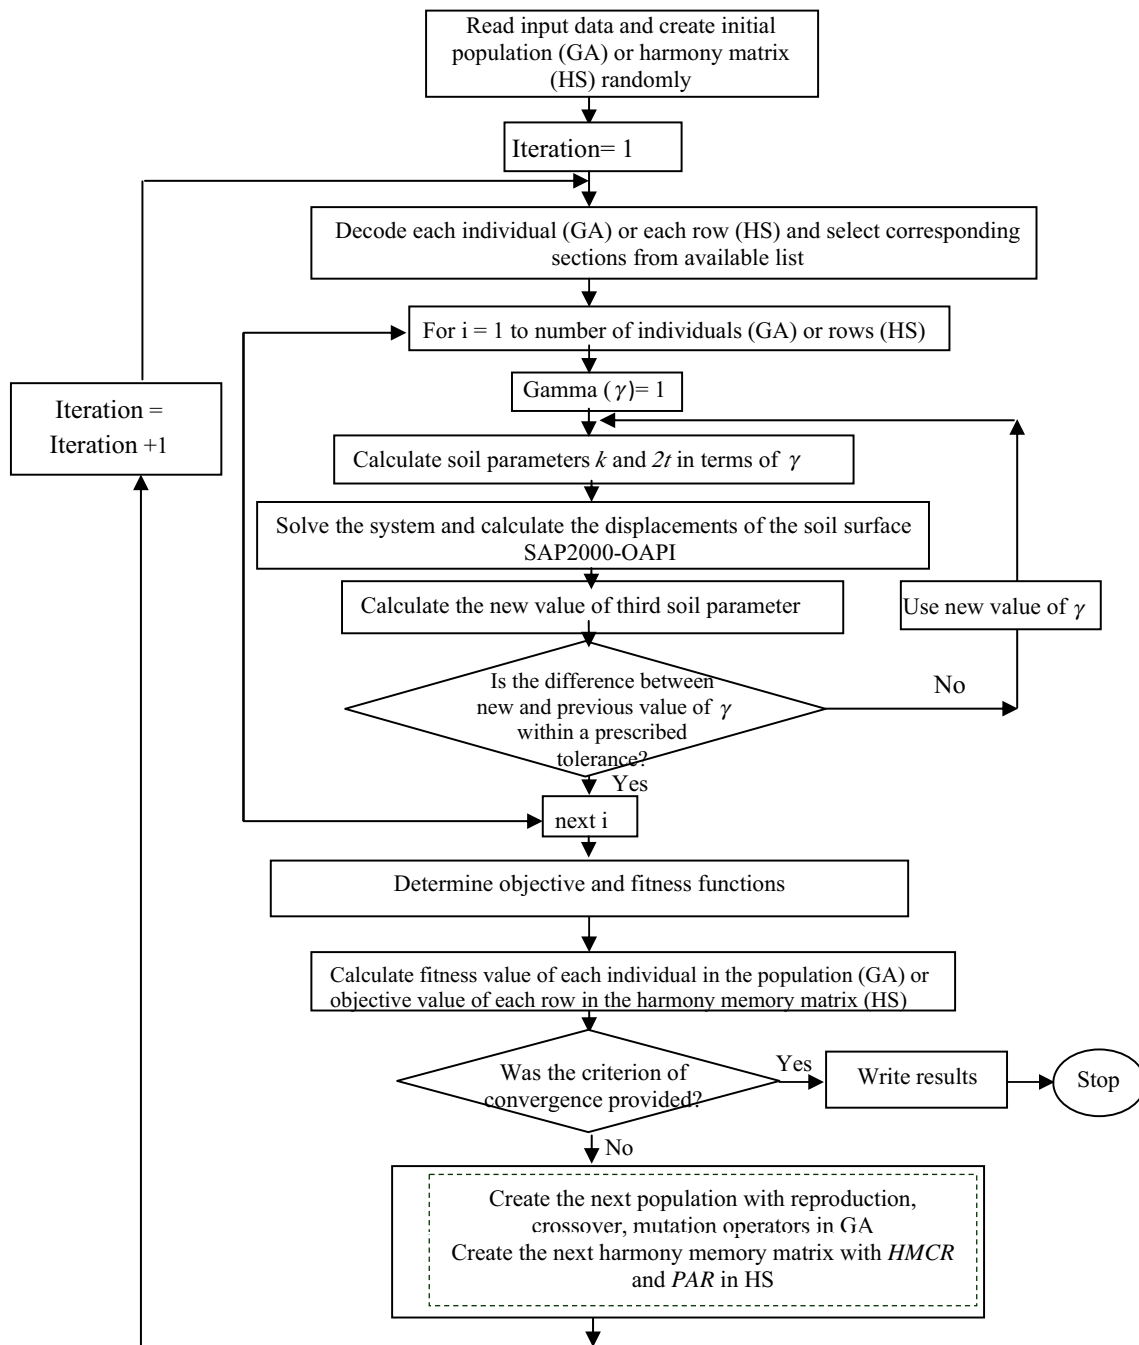 Read input data and create initial
population (GA) or harmony matrix
(HS) randomly
Iteration= 1
Decode each individual (GA) or each row (HS) and select corresponding
sections from available list
For i = 1 to number of individuals (GA) or rows (HS)
Gamma (γ)= 1
Iteration =
Iteration +1
Calculate soil parameters k and 2t in terms of γ
Solve the system and calculate the displacements of the soil surface
SAP2000-OAPI
Calculate the new value of third soil parameter
Use new value of γ
Is the difference between
new and previous value of γ
within a prescribed
tolerance?
No
Yes
next i
Determine objective and fitness functions
Calculate fitness value of each individual in the population (GA) or
objective value of each row in the harmony memory matrix (HS)
Was the criterion of
convergence provided?
Yes
Write results
Stop
No
Create the next population with reproduction,
crossover, mutation operators in GA
Create the next harmony memory matrix with HMCR
and PAR in HS